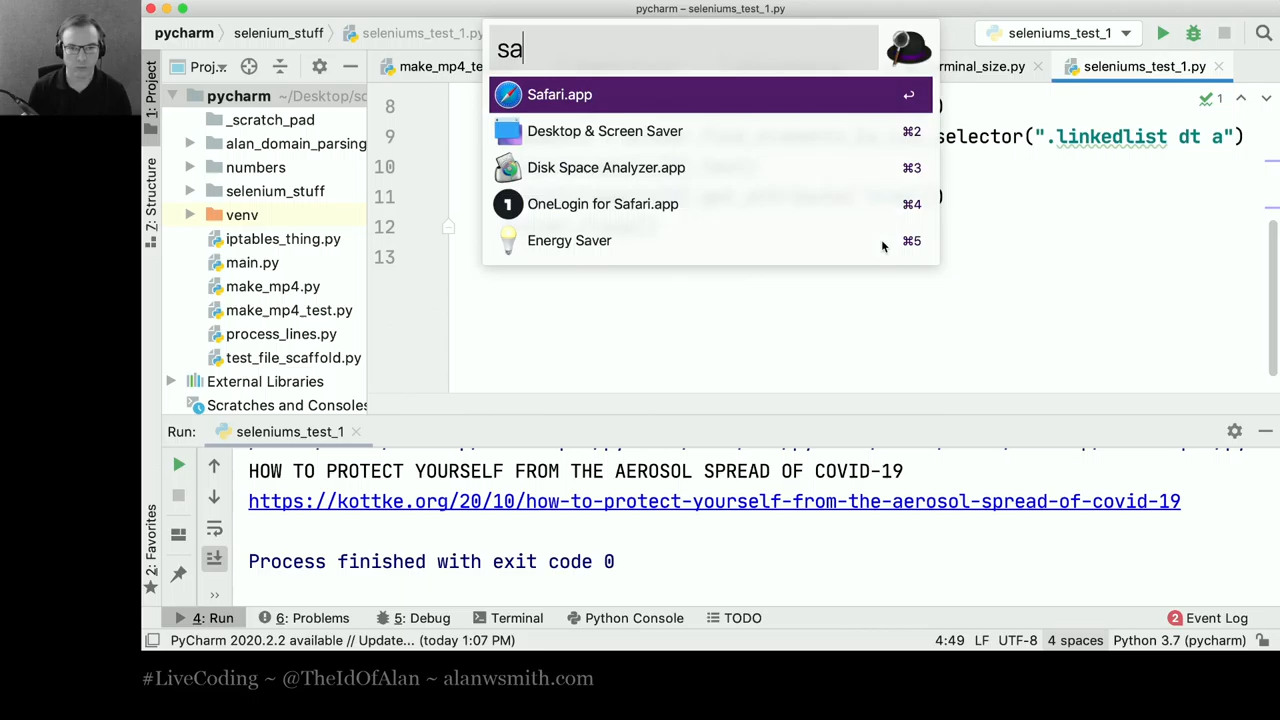 pycharm – seleniums_test_1.py
pycharm
selenium_stuff
seleniums_test_1.py
seleniums_test_1
sa
Proj..
make_mp4_te
rminal_size.py
seleniums_test_1.py
Safari.app
Desktop & Screen Saver ⌘2
Disk Space Analyzer.app ⌘3
OneLogin for Safari.app ⌘4
Energy Saver ⌘5
1: Project
Z: Structure
2: Favorites
pycharm ~/Desktop/sc
_scratch_pad
alan_domain_parsing
numbers
selenium_stuff
venv
iptables_thing.py
main.py
make_mp4.py
make_mp4_test.py
process_lines.py
test_file_scaffold.py
External Libraries
Scratches and Consoles
8 )
9 selector(".linkedlist dt a")
10
11 )
12
13
1
Run: seleniums_test_1
HOW TO PROTECT YOURSELF FROM THE AEROSOL SPREAD OF COVID-19
https://kottke.org/20/10/how-to-protect-yourself-from-the-aerosol-spread-of-covid-19
Process finished with exit code 0
4: Run 6: Problems 5: Debug Terminal Python Console TODO 2 Event Log
PyCharm 2020.2.2 available // Update... (today 1:07 PM) 4:49 LF UTF-8 4 spaces Python 3.7 (pycharm)
#LiveCoding ~ @TheIdOfAlan ~ alanwsmith.com